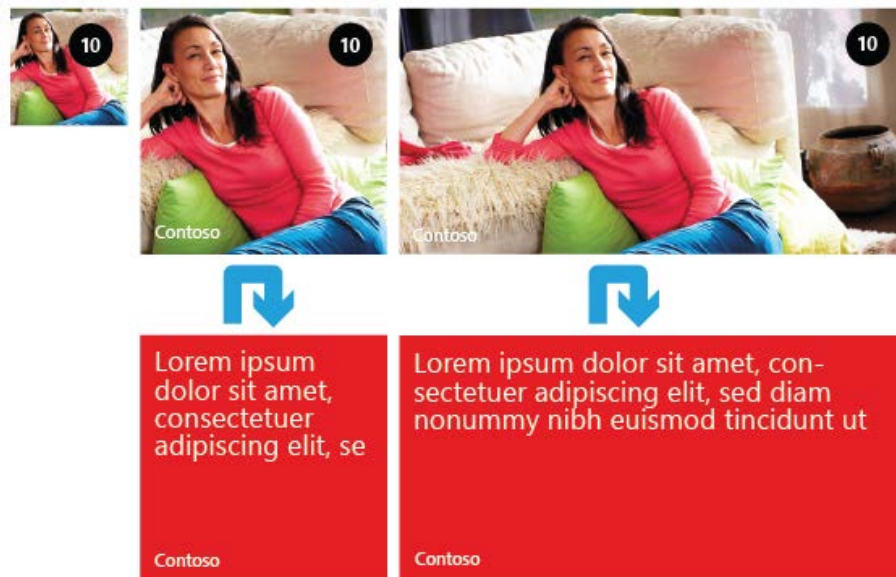 10
10
10
Contoso
Contoso
Lorem ipsum
dolor sit amet,
consectetuer
adipiscing elit, se
Contoso
Lorem ipsum dolor sit amet, con-
sectetuer adipiscing elit, sed diam
nonummy nibh euismod tincidunt ut
Contoso